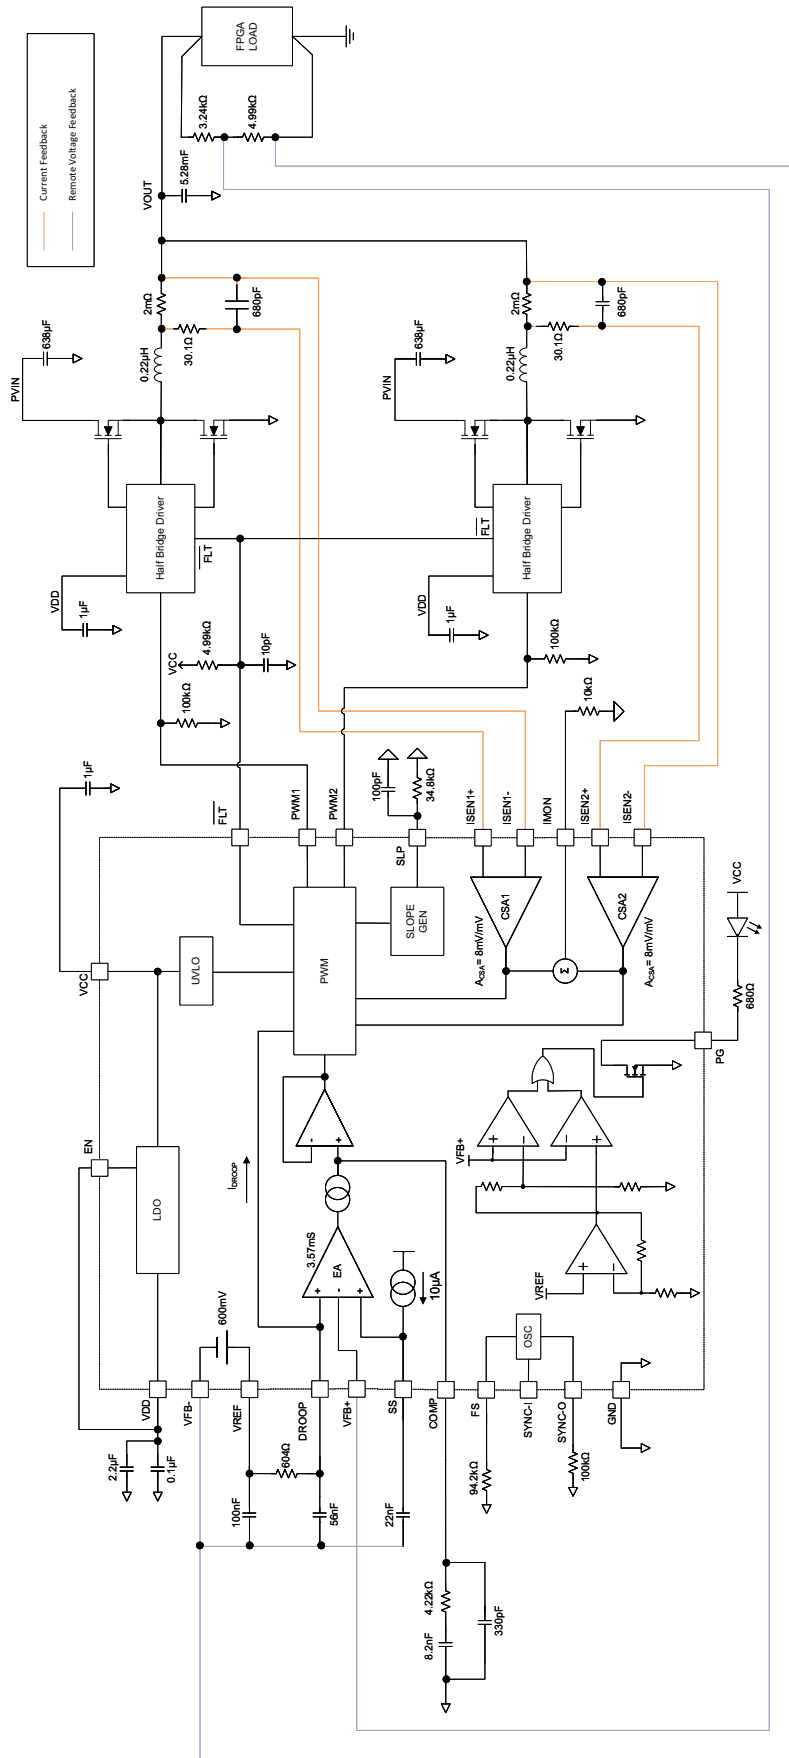 Current Feedback
Remote Voltage Feedback
FPGA
LOAD
3.24kΩ
4.99kΩ
5.28mF
VOUT
2mΩ
680pF
30.1Ω
0.22µH
638µF
PVIN
2mΩ
680pF
30.1Ω
0.22µH
638µF
PVIN
Half Bridge Driver
FLT
VDD
1µF
Half Bridge Driver
FLT
VDD
1µF
VCC
4.99kΩ
10pF
100kΩ
100kΩ
10kΩ
1µF
100pF
34.8kΩ
FLT
PWM1
PWM2
SLP
ISEN1+
ISEN1-
IMON
ISEN2+
ISEN2-
VCC
UVLO
PWM
SLOPE
GEN
CSA1
CSA2
ACSA = 8mV/mV
ACSA = 8mV/mV
Σ
VCC
680Ω
PG
EN
LDO
IDROOP
-
+
3.57mS
EA
+
-
+
10µA
VFB+
+
-
-
+
VREF
+
-
600mV
OSC
VDD
VFB-
VREF
DROOP
VFB+
SS
COMP
FS
SYNC-I
SYNC-O
GND
2.2µF
0.1µF
604Ω
100nF
56nF
22nF
94.2kΩ
100kΩ
4.22kΩ
8.2nF
330pF